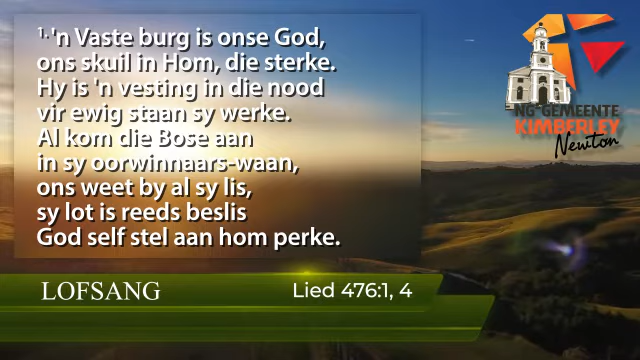 1. 'n Vaste burg is onse God,
ons skuil in Hom, die sterke.
Hy is 'n vesting in die nood
vir ewig staan sy werke.
Al kom die Bose aan
in sy oorwinnaars-waan,
ons weet by al sy lis,
sy lot is reeds beslis
God self stel aan hom perke.
NG GEMEENTE
KIMBERLEY
Newton
LOFSANG
Lied 476:1, 4